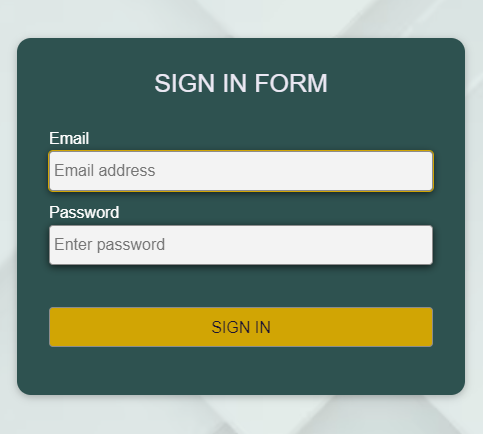 SIGN IN FORM
Email
Email address
Password
Enter password
SIGN IN